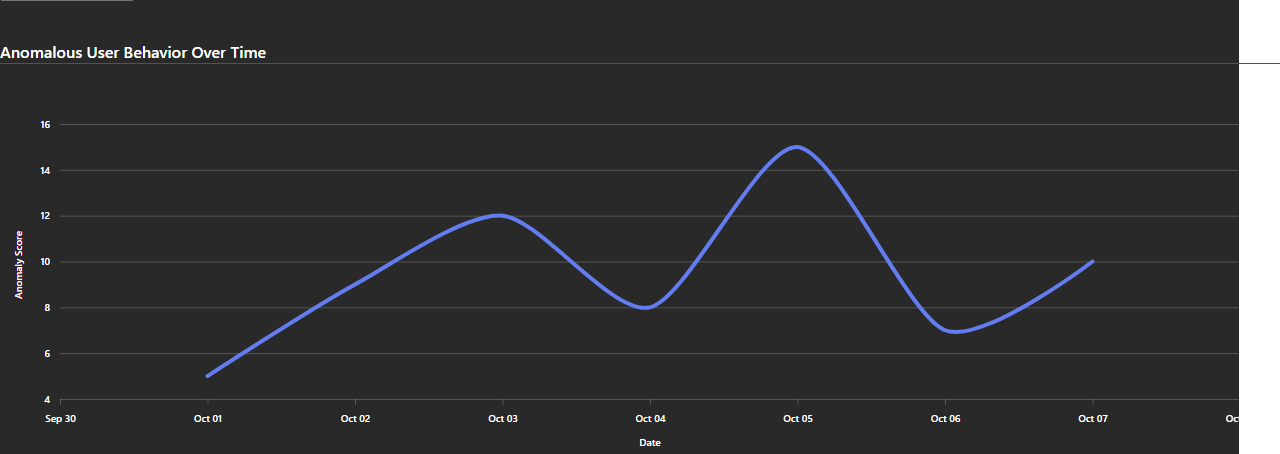 Anomalous User Behavior Over Time
16
14
12
10
8
6
4
Anomaly Score
Sep 30 Oct 01 Oct 02 Oct 03 Oct 04 Oct 05 Oct 06 Oct 07 Oct
Date